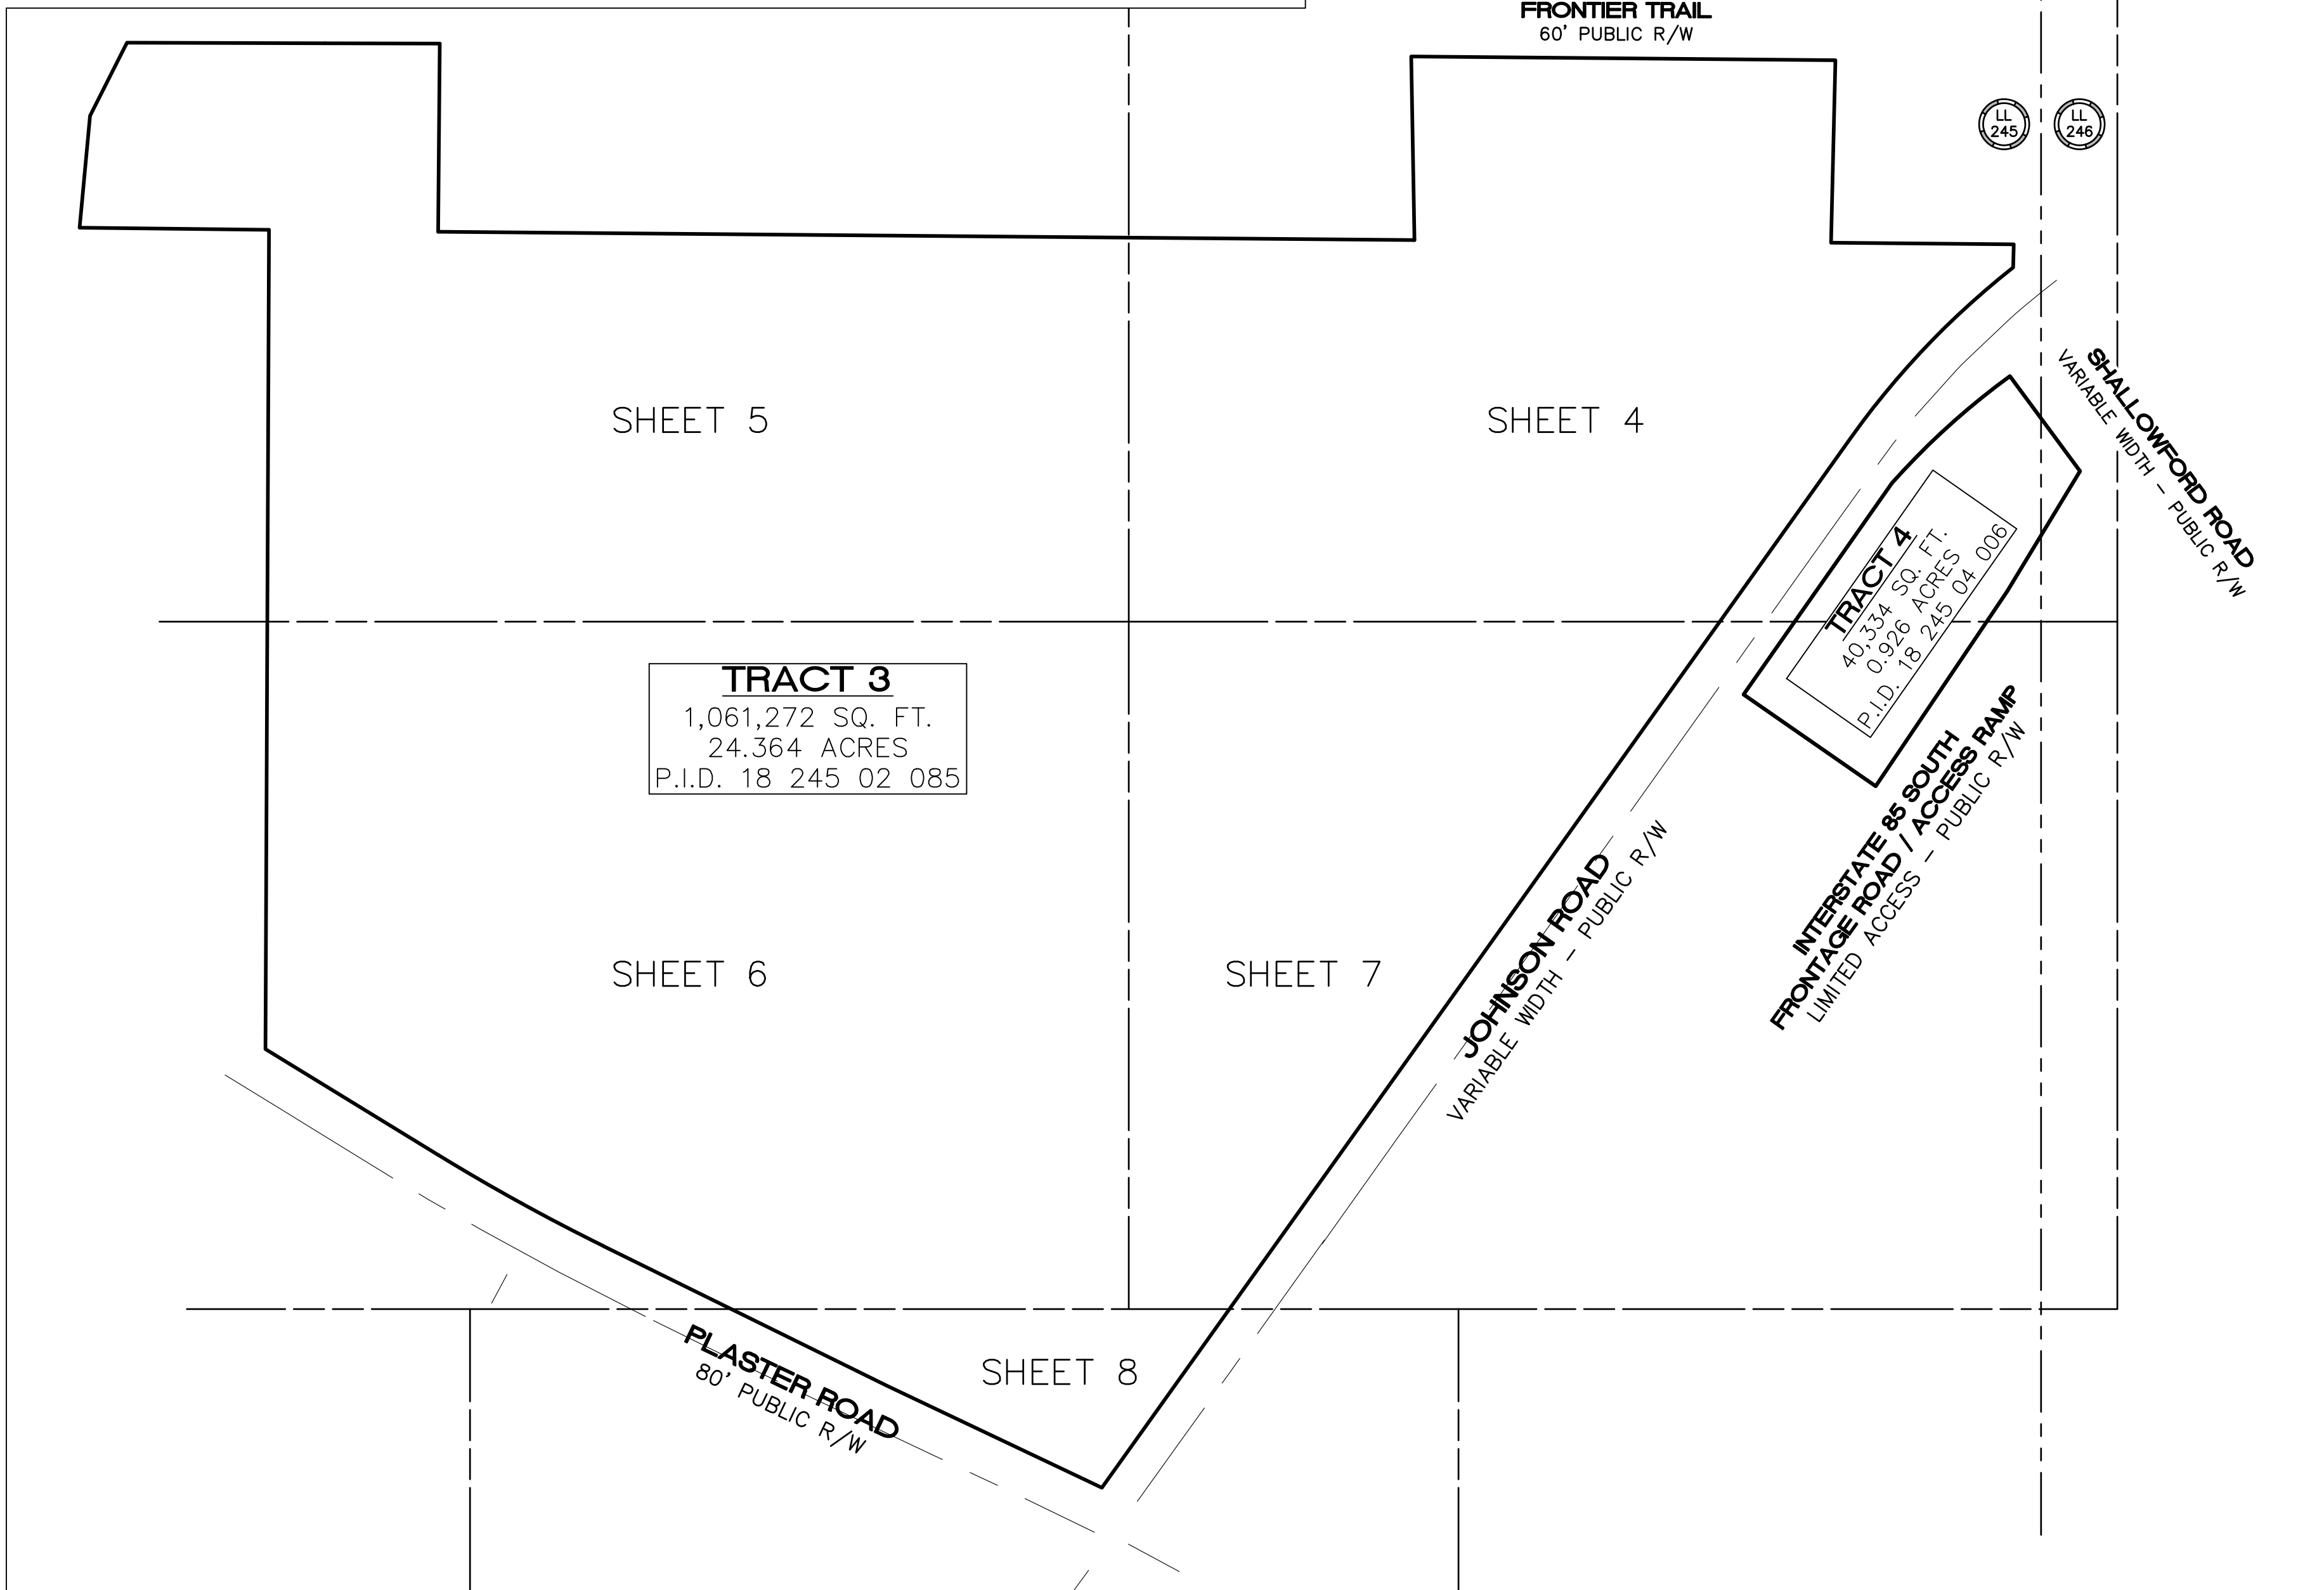 FRONTIER TRAIL
60' PUBLIC R/W
LL
245
LL
246
SHALLOWFORD ROAD
VARIABLE WIDTH - PUBLIC R/W
SHEET 5
SHEET 4
TRACT 4
40,334 SQ. FT.
0.926 ACRES
P.I.D. 18 245 04 006
TRACT 3
1,061,272 SQ. FT.
24.364 ACRES
P.I.D. 18 245 02 085
INTERSTATE 85 SOUTH
FRONTAGE ROAD / ACCESS RAMP
LIMITED ACCESS - PUBLIC R/W
JOHNSON ROAD
VARIABLE WIDTH - PUBLIC R/W
SHEET 6
SHEET 7
PLASTER ROAD
80' PUBLIC R/W
SHEET 8